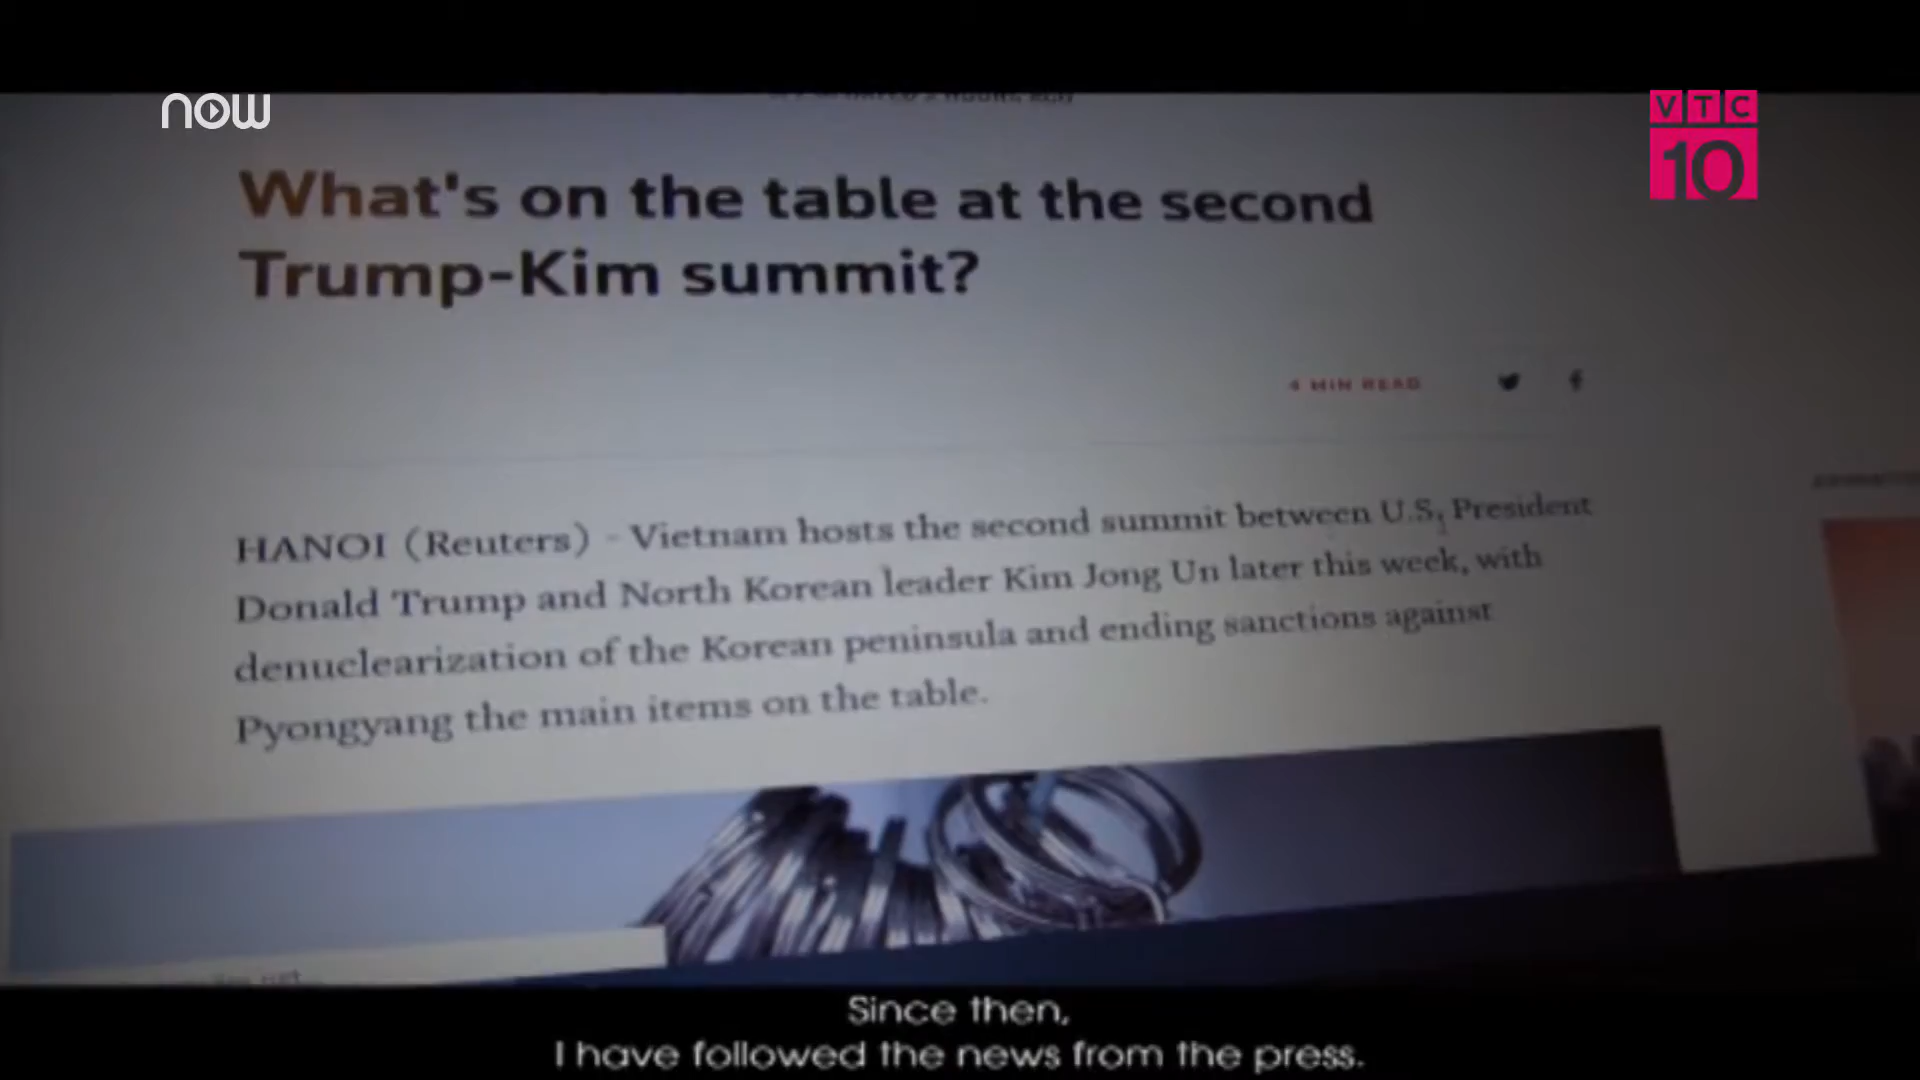 now
VTC
10
What's on the table at the second
Trump-Kim summit?
4 MIN READ
HANOI (Reuters) - Vietnam hosts the second summit between U.S. President
Donald Trump and North Korean leader Kim Jong Un later this week, with
denuclearization of the Korean peninsula and ending sanctions against
Pyongyang the main items on the table.
Since then,
I have followed the news from the press.